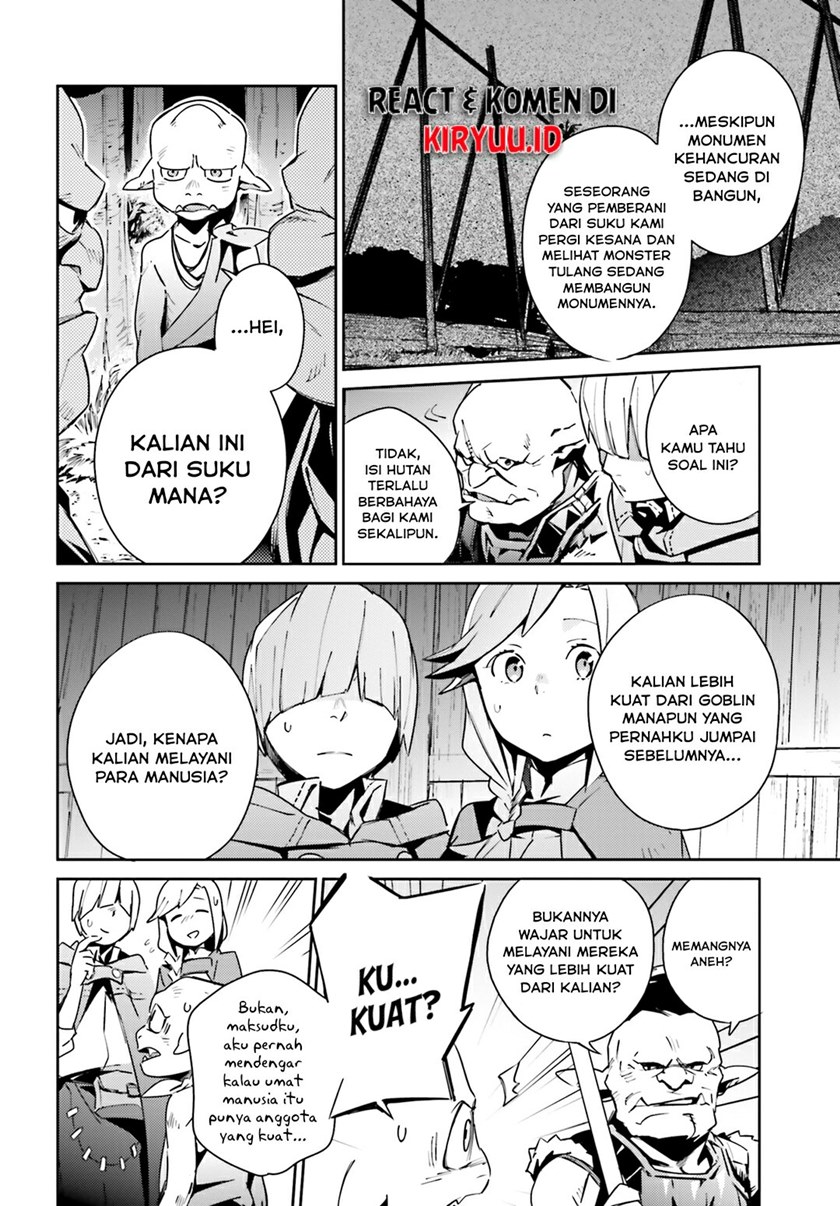 REACT & KOMEN DI
KIRYUU.ID
...MESKIPUN
MONUMEN
KEHANCURAN
SEDANG DI
BANGUN,
SESEORANG
YANG PEMBERANI
DARI SUKU KAMI
PERGI KESANA DAN
MELIHAT MONSTER
TULANG SEDANG
MEMBANGUN
MONUMENNYA.
APA
KAMU TAHU
SOAL INI?
TIDAK,
ISI HUTAN
TERLALU
BERBAHAYA
BAGI KAMI
SEKALIPUN.
...HEI,
KALIAN INI
DARI SUKU
MANA?
KALIAN LEBIH
KUAT DARI GOBLIN
MANAPUN YANG
PERNAHKU JUMPAI
SEBELUMNYA...
JADI, KENAPA
KALIAN MELAYANI
PARA MANUSIA?
MEMANGNYA
ANEH?
BUKANNYA
WAJAR UNTUK
MELAYANI MEREKA
YANG LEBIH KUAT
DARI KALIAN?
KU...
KUAT?
Bukan,
maksudku,
aku pernah
mendengar
kalau umat
manusia itu
punya anggota
yang kuat...